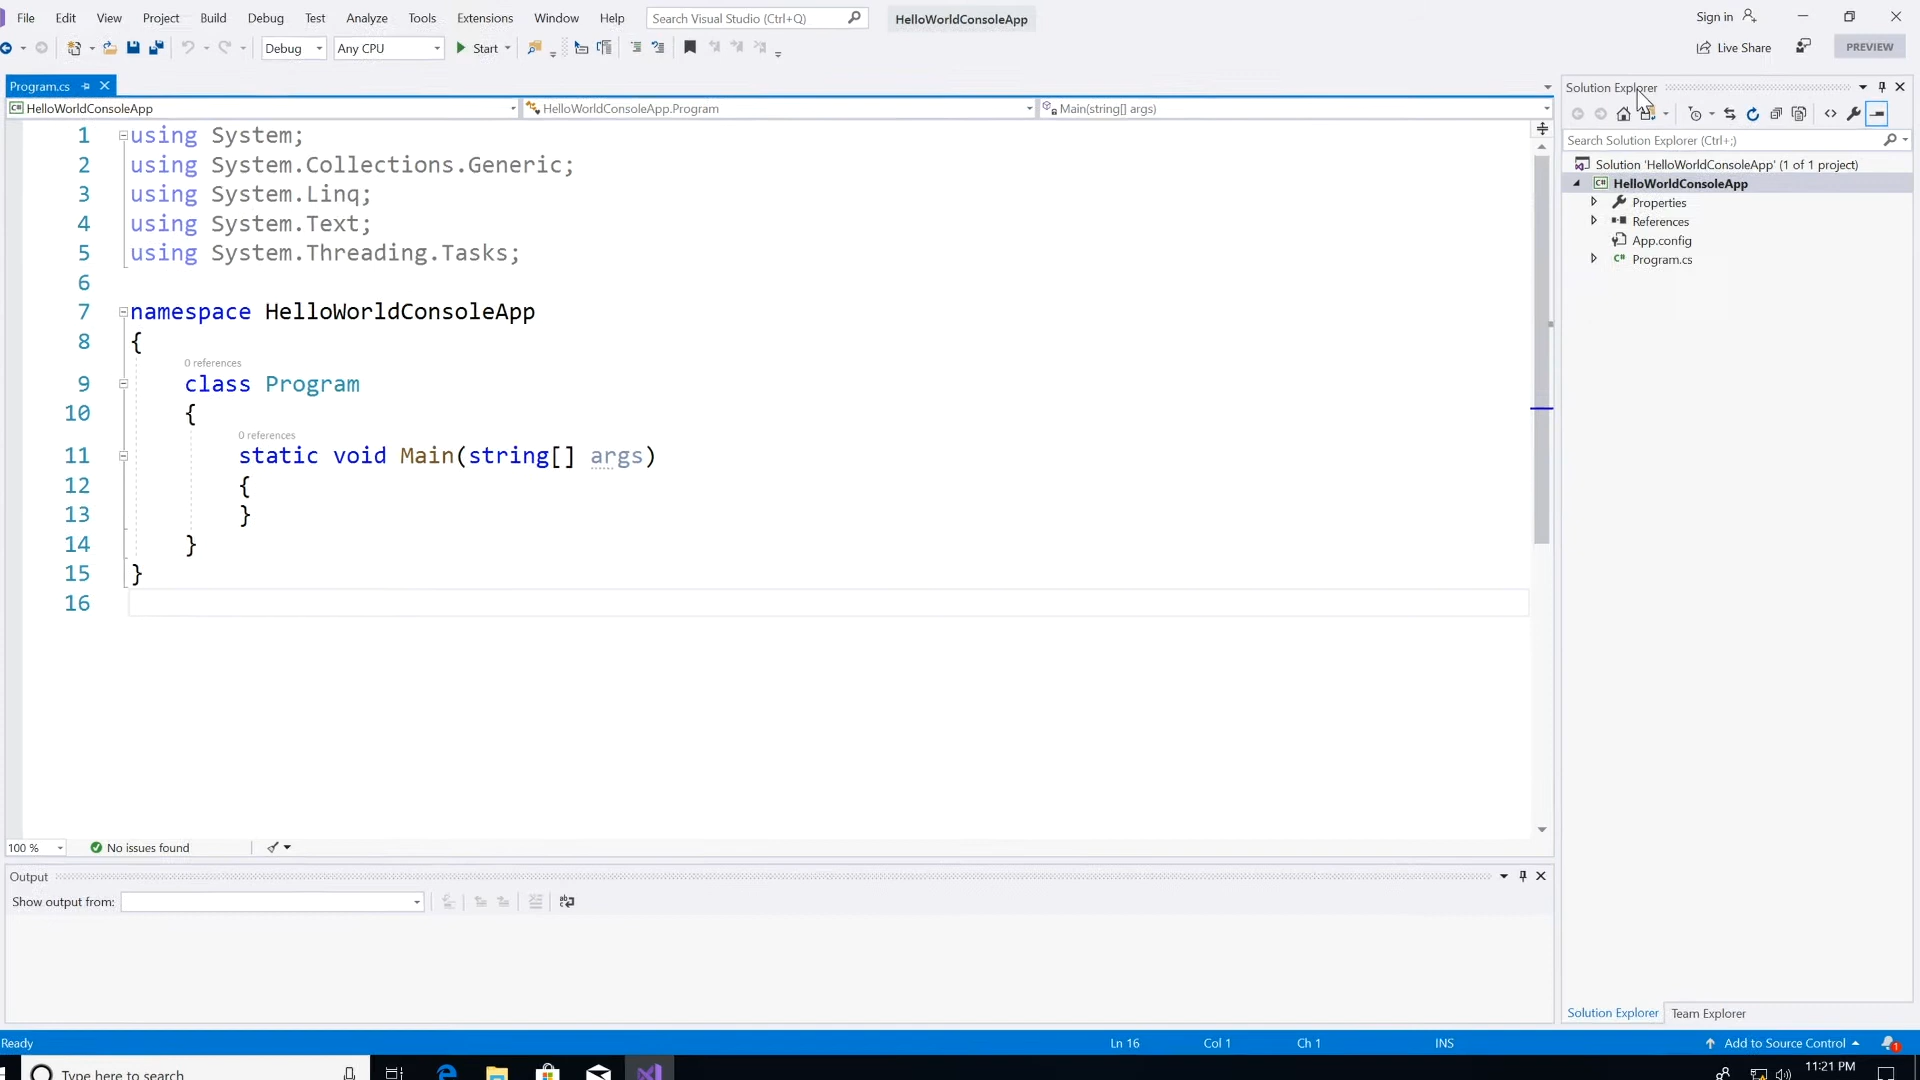 File Edit View Project Build Debug Test Analyze Tools Extensions Window Help Search Visual Studio (Ctrl+Q) HelloWorldConsoleApp Sign in
Debug Any CPU Start Live Share PREVIEW
Program.cs
HelloWorldConsoleApp HelloWorldConsoleApp.Program Main(string[] args)
1 using System;
2 using System.Collections.Generic;
3 using System.Linq;
4 using System.Text;
5 using System.Threading.Tasks;
6
7 namespace HelloWorldConsoleApp
8 {
0 references
9 class Program
10 {
0 references
11 static void Main(string[] args)
12 {
13 }
14 }
15 }
16
100 % No issues found
Output
Show output from:
Solution Explorer
Search Solution Explorer (Ctrl+;)
Solution 'HelloWorldConsoleApp' (1 of 1 project)
C# HelloWorldConsoleApp
Properties
References
App.config
C# Program.cs
Solution Explorer Team Explorer
Ready Ln 16 Col 1 Ch 1 INS Add to Source Control 1
Type here to search 11:21 PM